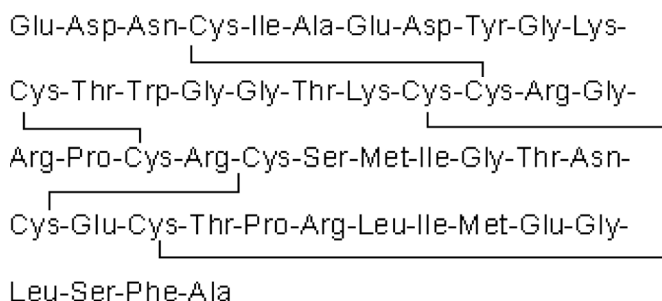 Glu-Asp-Asn-Cys-Ile-Ala-Glu-Asp-Tyr-Gly-Lys-
Cys-Thr-Trp-Gly-Gly-Thr-Lys-Cys-Cys-Arg-Gly-
Arg-Pro-Cys-Arg-Cys-Ser-Met-Ile-Gly-Thr-Asn-
Cys-Glu-Cys-Thr-Pro-Arg-Leu-Ile-Met-Glu-Gly-
Leu-Ser-Phe-Ala